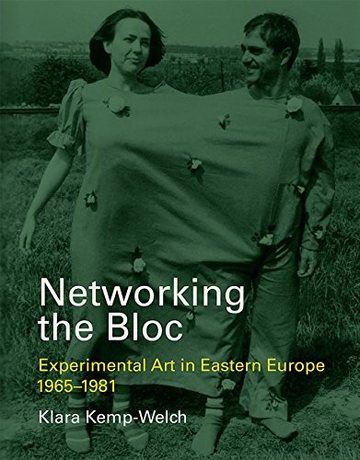 Networking
the Bloc
Experimental Art in Eastern Europe
1965–1981
Klara Kemp-Welch